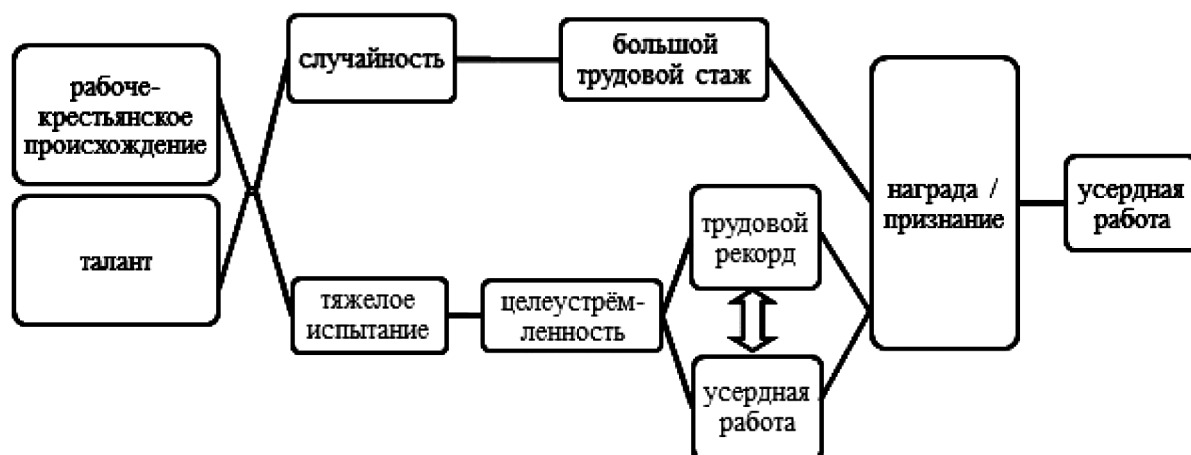 рабоче-
крестьянское
происхождение
талант
случайность
большой
трудовой стаж
тяжелое
испытание
целеустрём-
ленность
трудовой
рекорд
усердная
работа
награда /
признание
усердная
работа